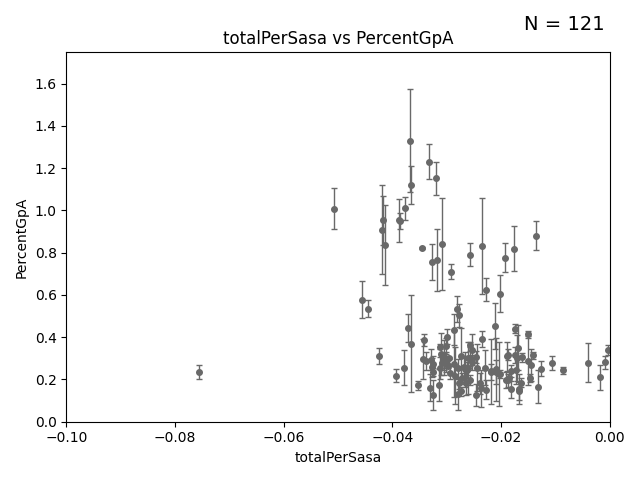 N = 121
totalPerSasa vs PercentGpA
1.6
1.4
1.2
1.0
0.8
0.6
0.4
0.2
0.0
PercentGpA
−0.10 −0.08 −0.06 −0.04 −0.02 0.00
totalPerSasa